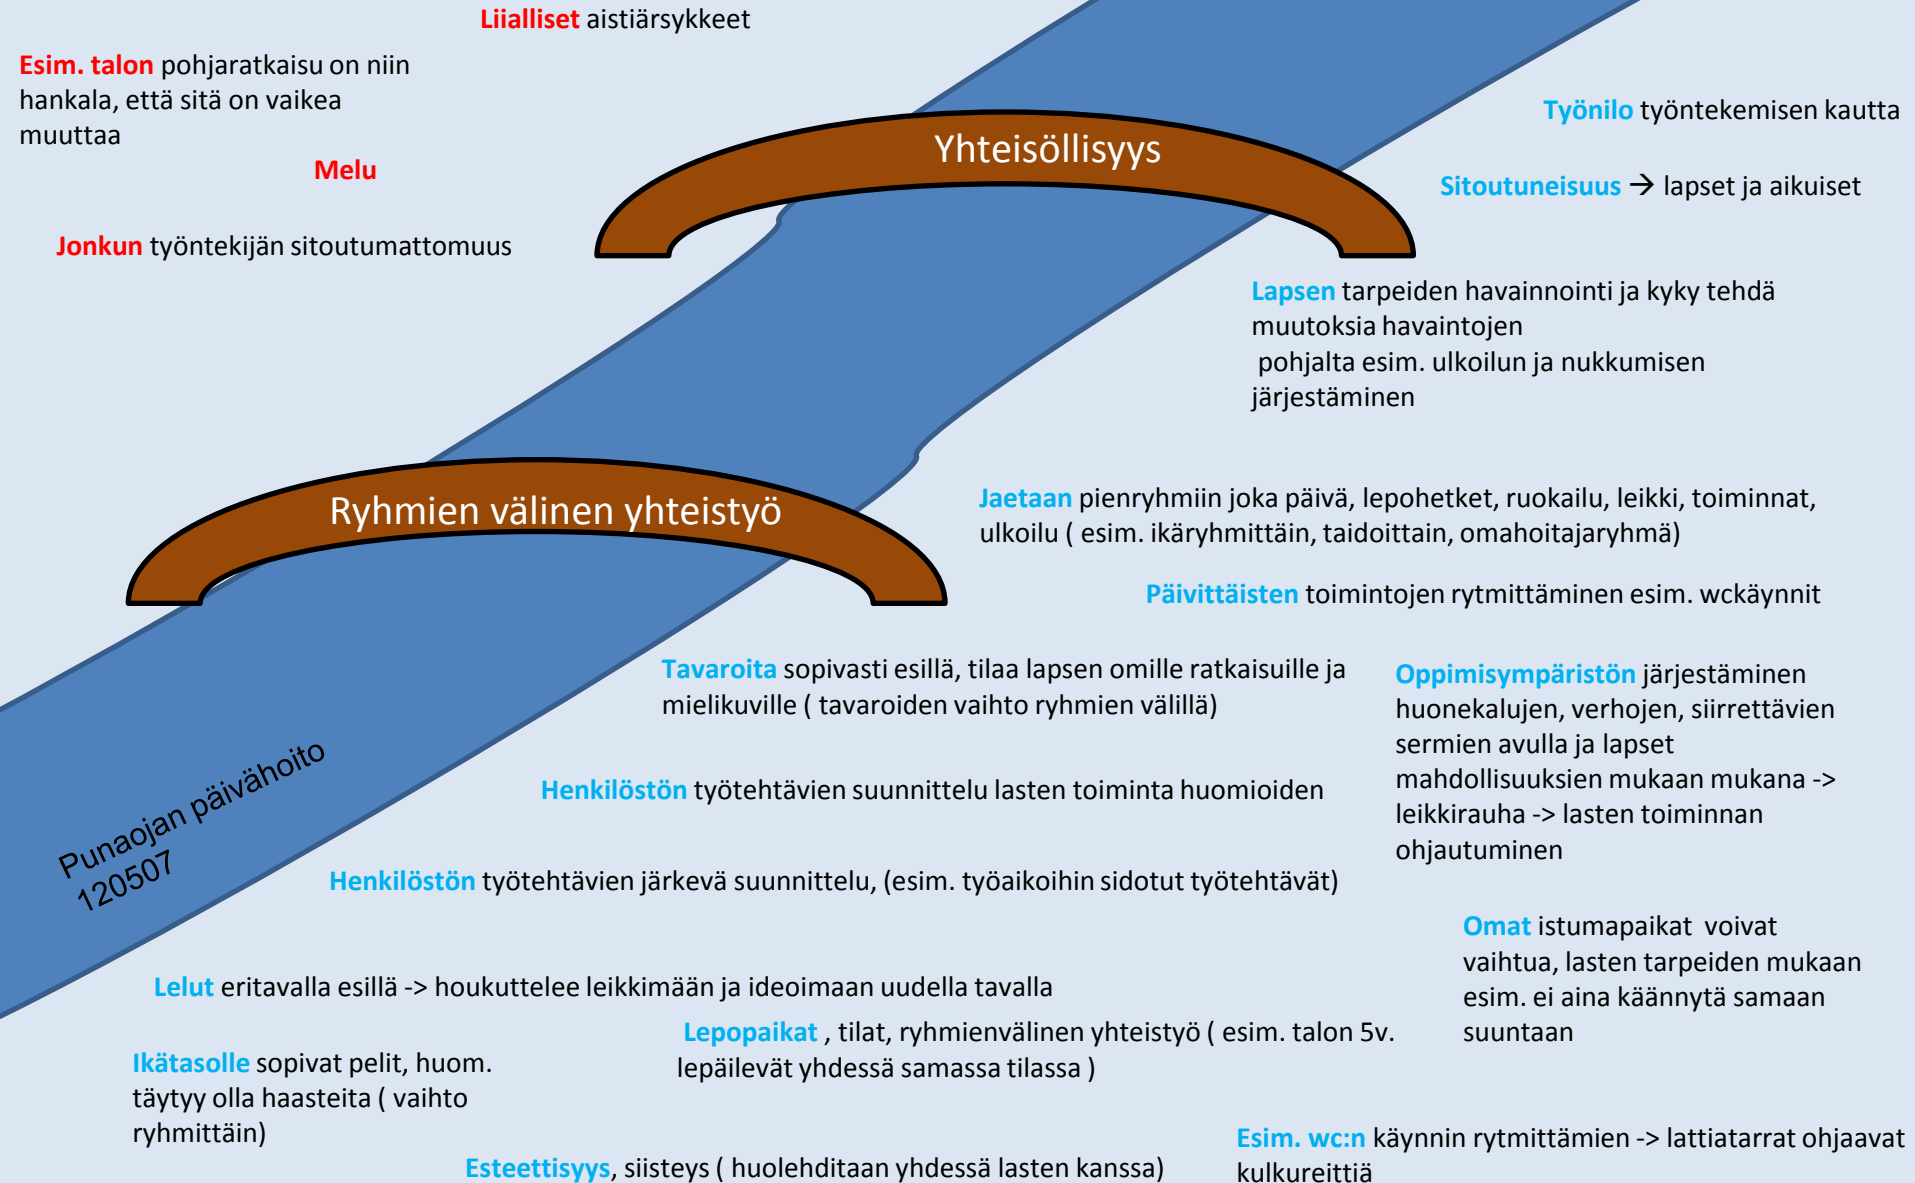 Liialliset aistiärsykkeet
Esim. talon pohjaratkaisu on niin
hankala, että sitä on vaikea
muuttaa
Melu
Jonkun työntekijän sitoutumattomuus
Yhteisöllisyys
Työnilo työntekemisen kautta
Sitoutuneisuus → lapset ja aikuiset
Lapsen tarpeiden havainnointi ja kyky tehdä
muutoksia havaintojen
pohjalta esim. ulkoilun ja nukkumisen
järjestäminen
Ryhmien välinen yhteistyö
Jaetaan pienryhmiin joka päivä, lepohetket, ruokailu, leikki, toiminnat,
ulkoilu ( esim. ikäryhmittäin, taidoittain, omahoitajaryhmä)
Päivittäisten toimintojen rytmittäminen esim. wckäynnit
Tavaroita sopivasti esillä, tilaa lapsen omille ratkaisuille ja
mielikuville ( tavaroiden vaihto ryhmien välillä)
Oppimisympäristön järjestäminen
huonekalujen, verhojen, siirrettävien
sermien avulla ja lapset
mahdollisuuksien mukaan mukana ->
leikkirauha -> lasten toiminnan
ohjautuminen
Henkilöstön työtehtävien suunnittelu lasten toiminta huomioiden
Punaojan päivähoito
120507
Henkilöstön työtehtävien järkevä suunnittelu, (esim. työaikoihin sidotut työtehtävät)
Omat istumapaikat  voivat
vaihtua, lasten tarpeiden mukaan
esim. ei aina käännytä samaan
suuntaan
Lelut eritavalla esillä -> houkuttelee leikkimään ja ideoimaan uudella tavalla
Lepopaikat , tilat, ryhmienvälinen yhteistyö ( esim. talon 5v.
lepäilevät yhdessä samassa tilassa )
Ikätasolle sopivat pelit, huom.
täytyy olla haasteita ( vaihto
ryhmittäin)
Esteettisyys, siisteys ( huolehditaan yhdessä lasten kanssa)
Esim. wc:n käynnin rytmittämien -> lattiatarrat ohjaavat
kulkureittiä